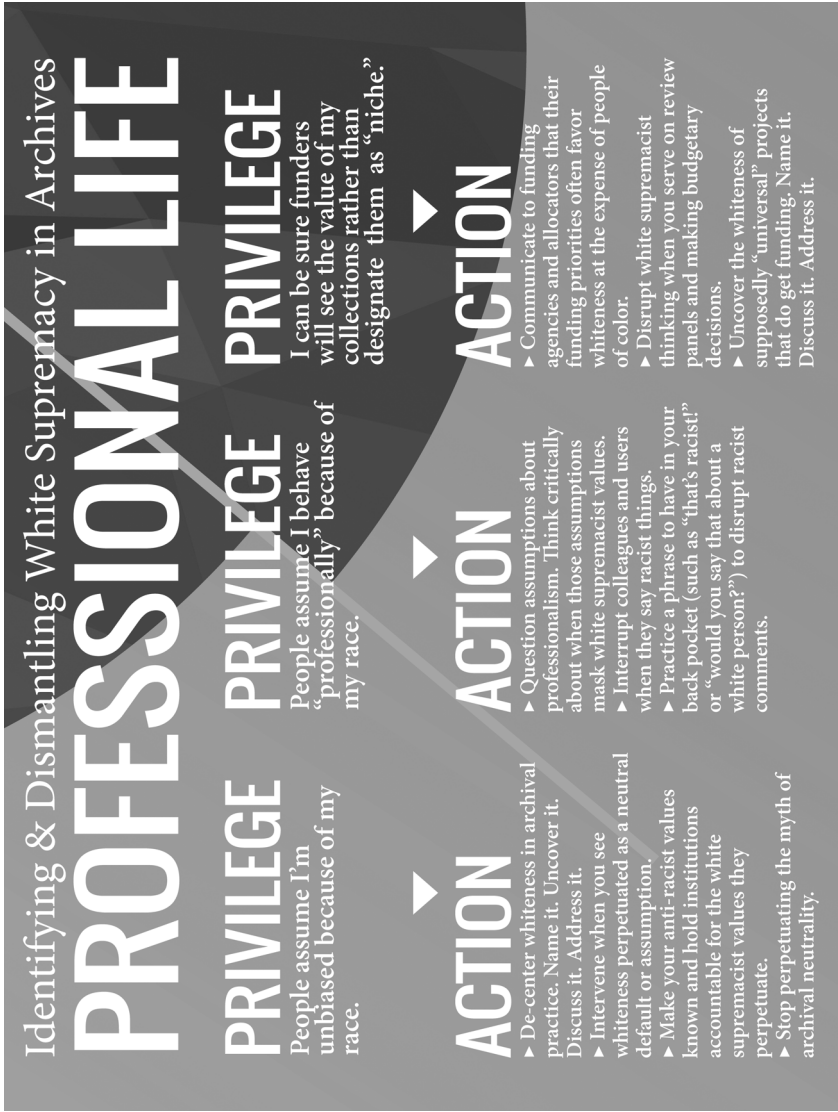 Identifying & Dismantling White Supremacy in Archives
PROFESSIONAL LIFE
PRIVILEGE
People assume I'm
unbiased because of my
race.
ACTION
▸ De-center whiteness in archival
practice. Name it. Uncover it.
Discuss it. Address it.
▸ Intervene when you see
whiteness perpetuated as a neutral
default or assumption.
▸ Make your anti-racist values
known and hold institutions
accountable for the white
supremacist values they
perpetuate.
▸ Stop perpetuating the myth of
archival neutrality.
PRIVILEGE
People assume I behave
“professionally” because of
my race.
ACTION
▸ Question assumptions about
professionalism. Think critically
about when those assumptions
mask white supremacist values.
▸ Interrupt colleagues and users
when they say racist things.
▸ Practice a phrase to have in your
back pocket (such as “that's racist!”
or “would you say that about a
white person?”) to disrupt racist
comments.
PRIVILEGE
I can be sure funders
will see the value of my
collections rather than
designate them as “niche.”
ACTION
▸ Communicate to funding
agencies and allocators that their
funding priorities often favor
whiteness at the expense of people
of color.
▸ Disrupt white supremacist
thinking when you serve on review
panels and making budgetary
decisions.
▸ Uncover the whiteness of
supposedly “universal” projects
that do get funding. Name it.
Discuss it. Address it.